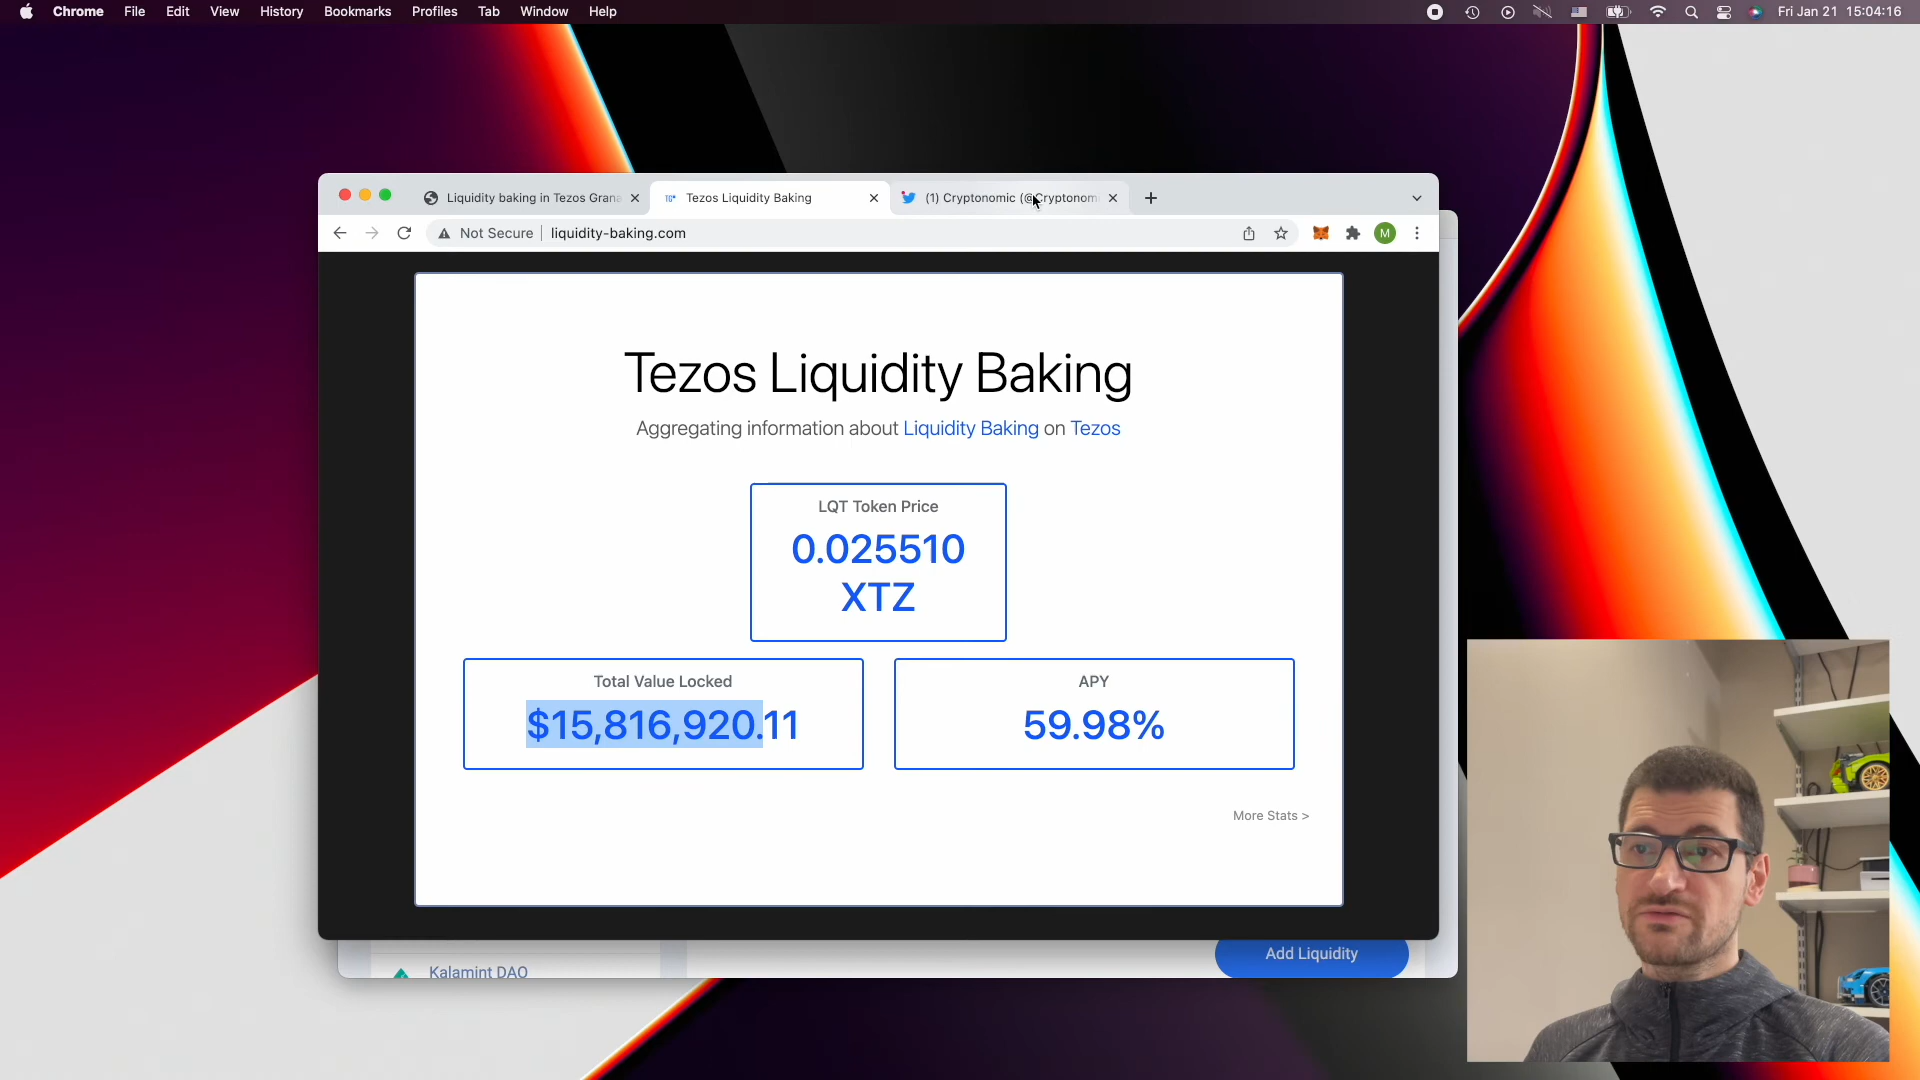 Chrome File Edit View History Bookmarks Profiles Tab Window Help Fri Jan 21 15:04:16
Liquidity baking in Tezos Grana
Tezos Liquidity Baking
(1) Cryptonomic (@Cryptonomi
Not Secure liquidity-baking.com
M
Tezos Liquidity Baking
Aggregating information about Liquidity Baking on Tezos
LQT Token Price
0.025510
XTZ
Total Value Locked
$15,816,920.11
APY
59.98%
More Stats >
Add Liquidity
Kalamint DAO